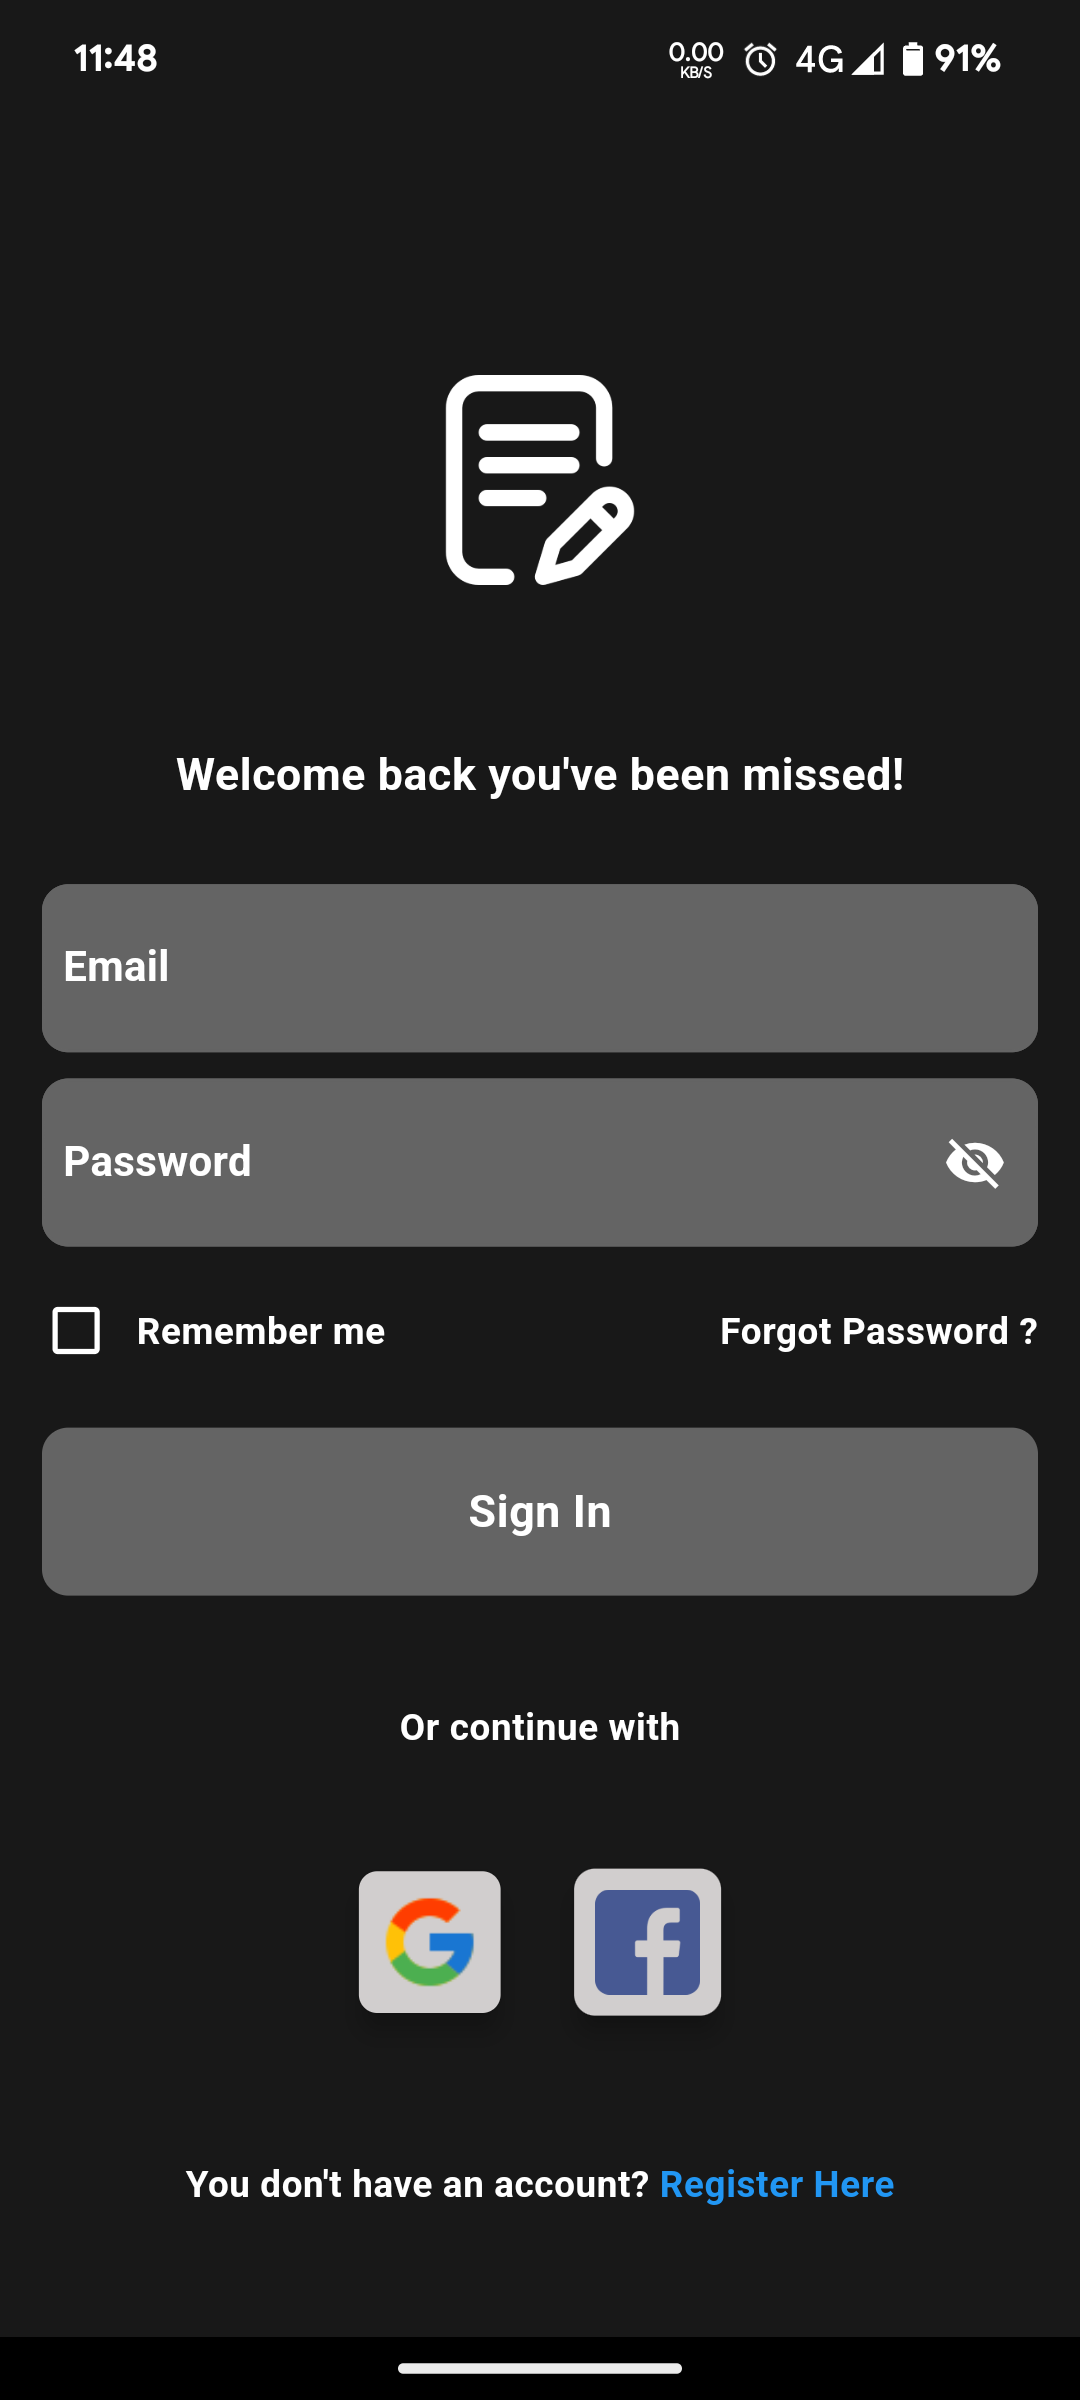 11:48 0.00 KB/S 4G 91%
Welcome back you've been missed!
Email
Password
Remember me Forgot Password ?
Sign In
Or continue with
You don't have an account? Register Here